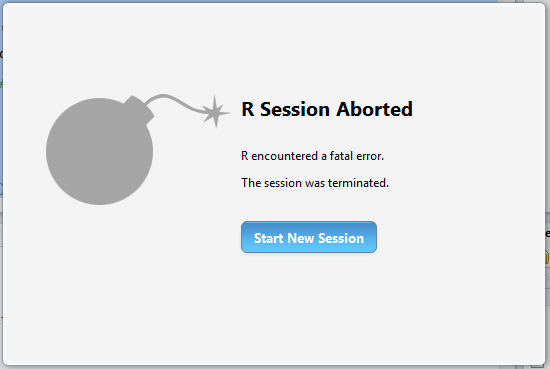 R Session Aborted
R encountered a fatal error.
The session was terminated.
Start New Session